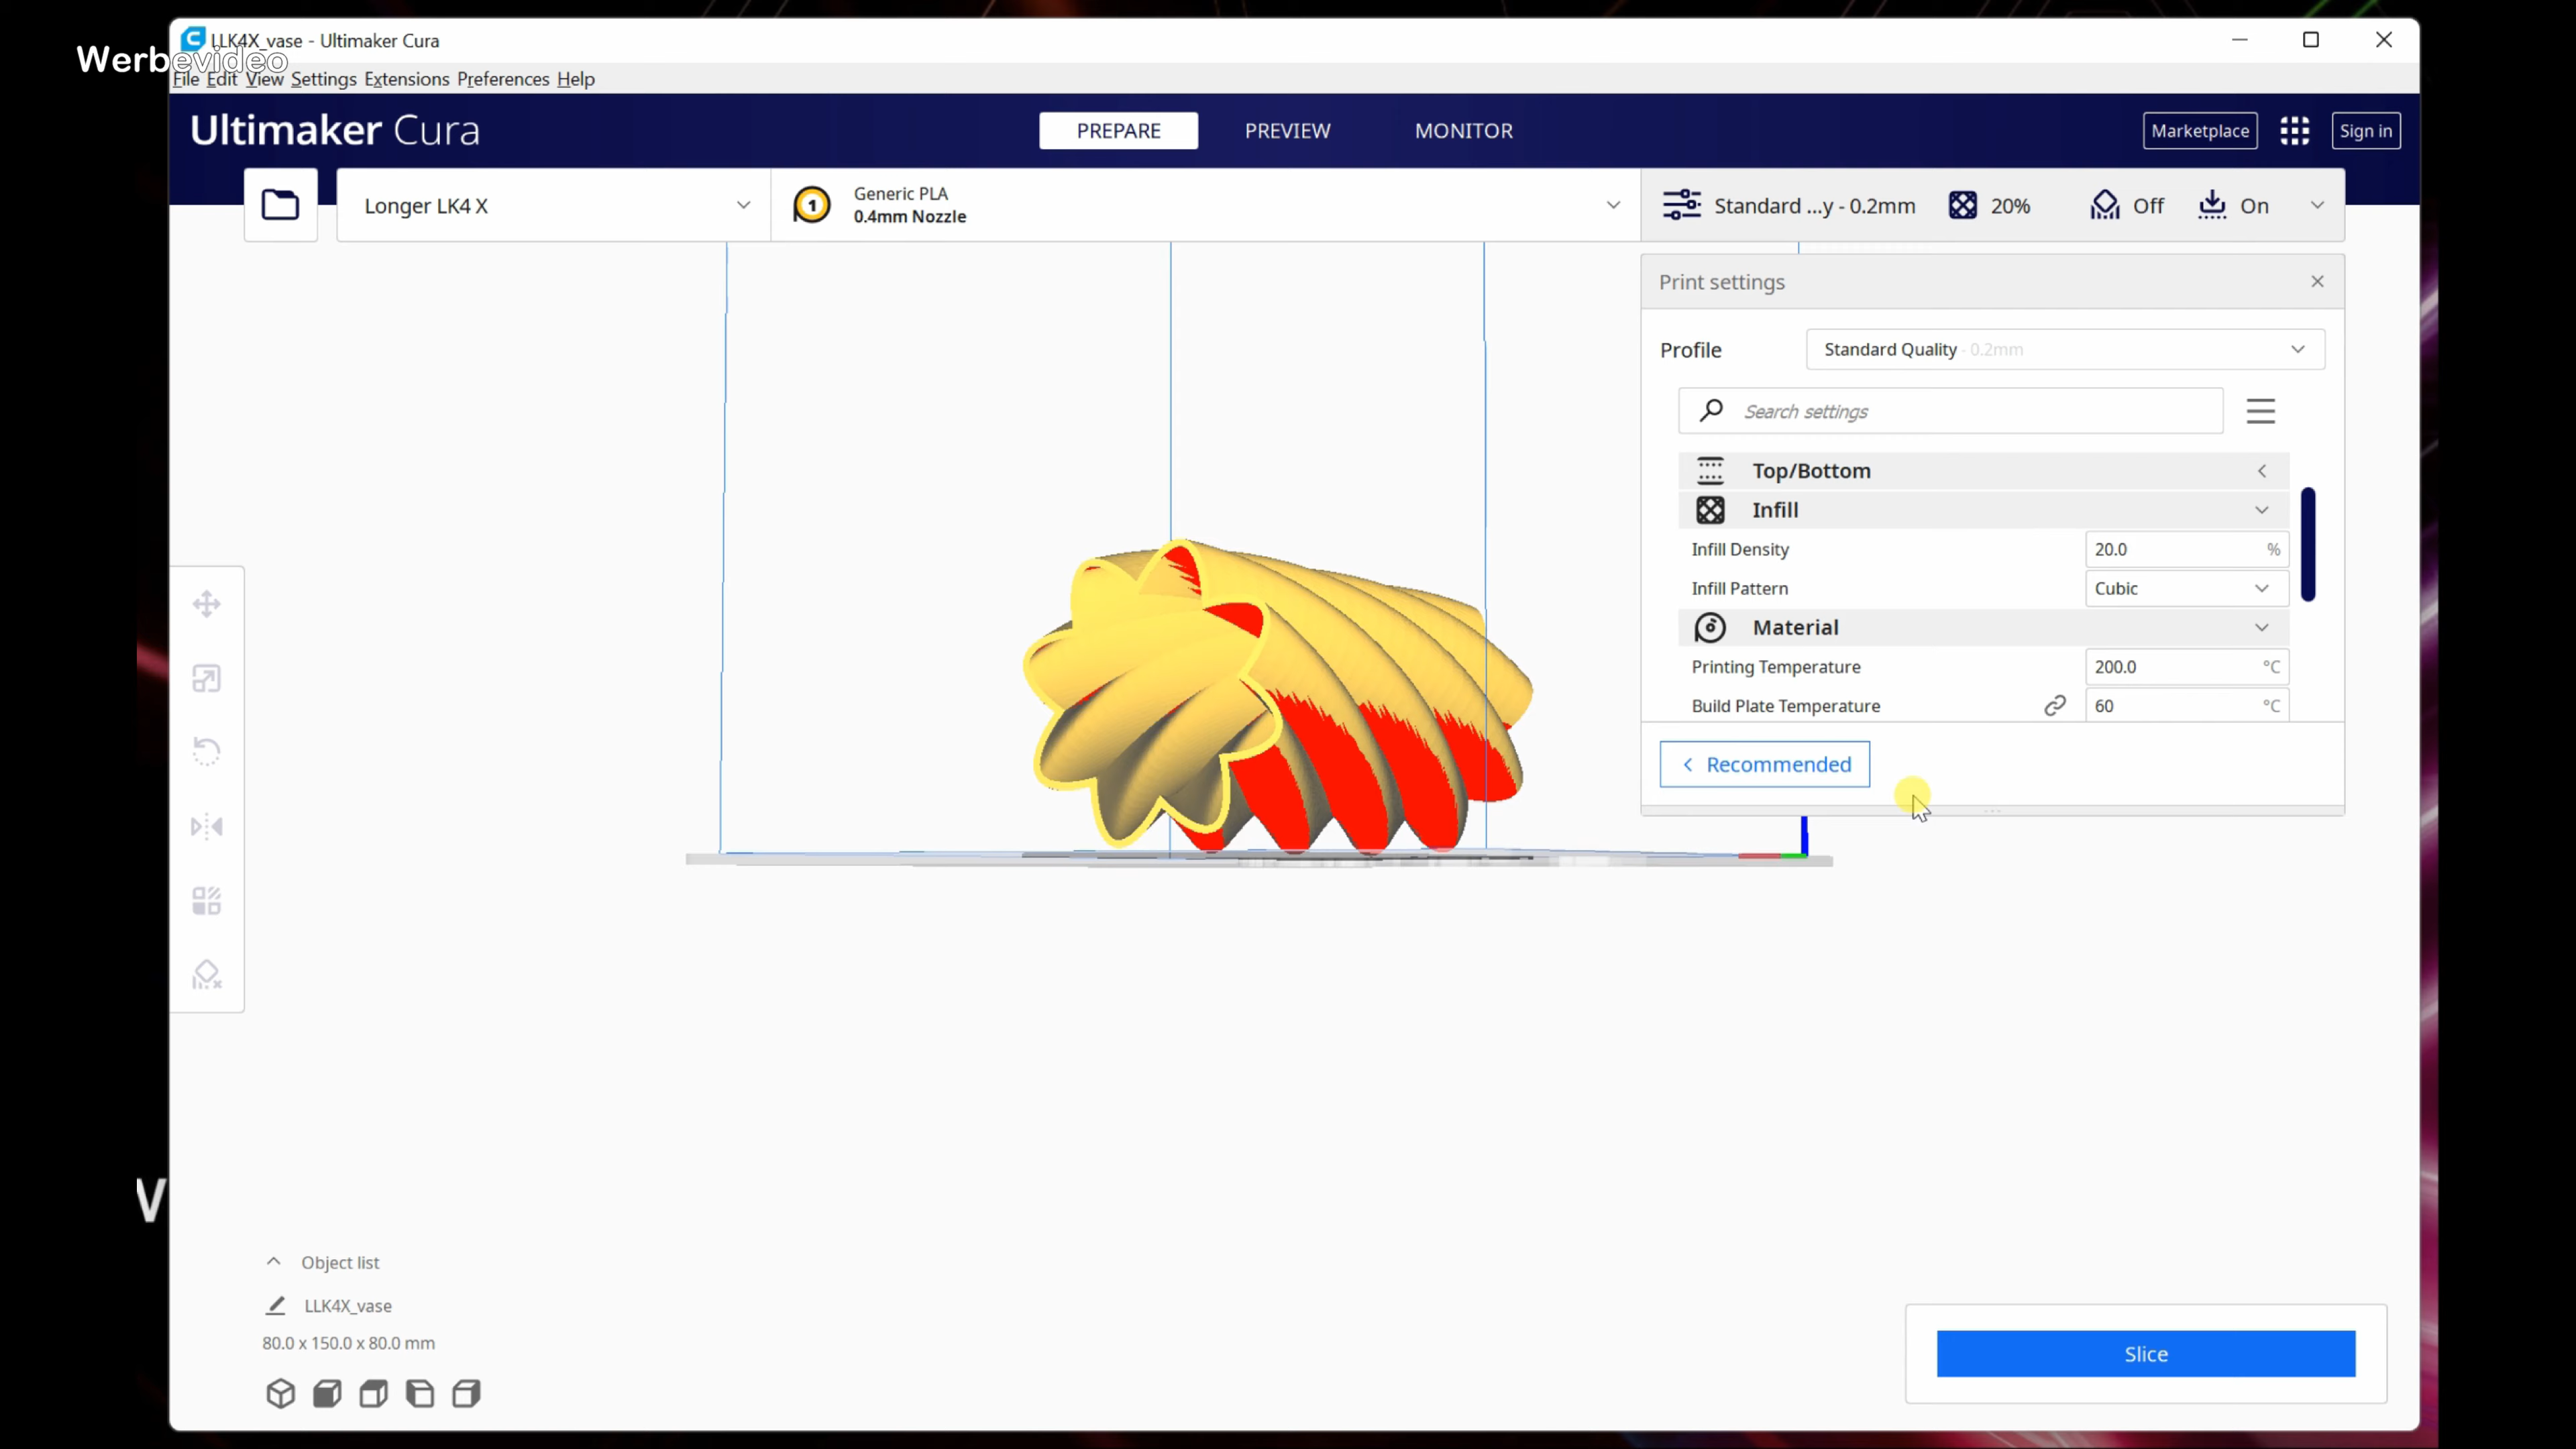 LLK4X_vase - Ultimaker Cura
Werbevideo
File Edit View Settings Extensions Preferences Help
Ultimaker Cura
PREPARE
PREVIEW
MONITOR
Marketplace
Sign in
Longer LK4 X
1
Generic PLA
0.4mm Nozzle
Standard ...y - 0.2mm
20%
Off
On
Print settings
Profile
Standard Quality - 0.2mm
Search settings
Top/Bottom
Infill
Infill Density
20.0 %
Infill Pattern
Cubic
Material
Printing Temperature
200.0 °C
Build Plate Temperature
60 °C
Recommended
Object list
LLK4X_vase
80.0 x 150.0 x 80.0 mm
Slice